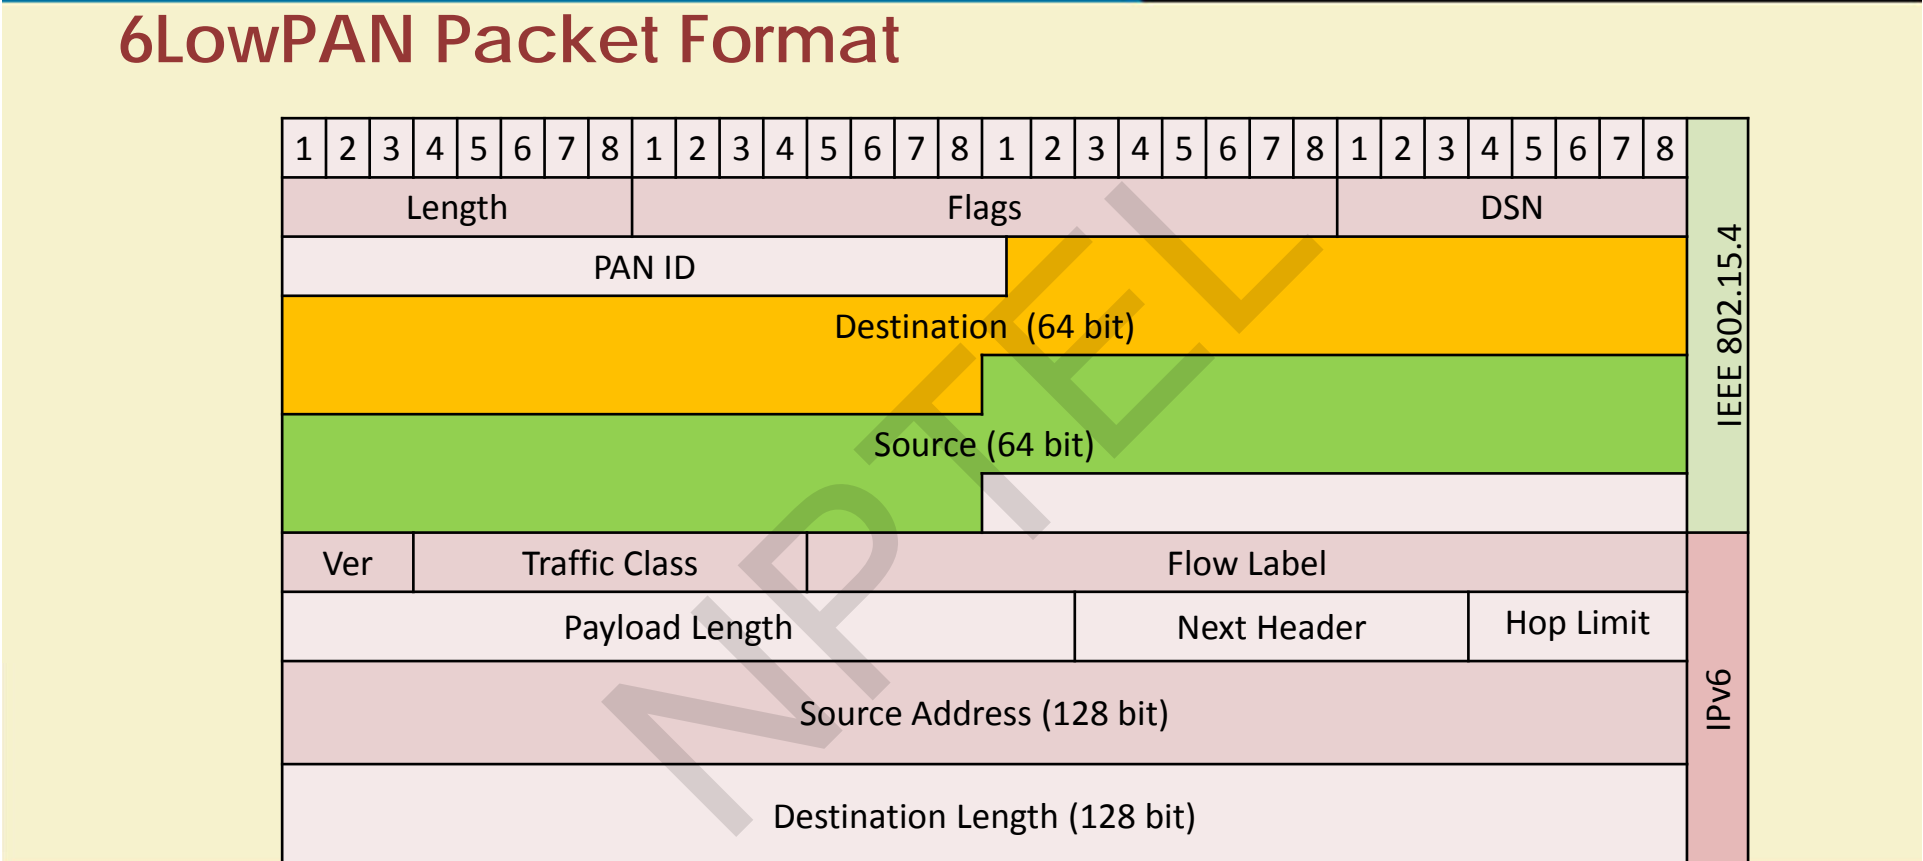 6LowPAN Packet Format
1 2 3 4 5 6 7 8 1 2 3 4 5 6 7 8 1 2 3 4 5 6 7 8 1 2 3 4 5 6 7 8
Length Flags DSN
PAN ID
Destination (64 bit)
Source (64 bit)
IEEE 802.15.4
Ver Traffic Class Flow Label
Payload Length Next Header Hop Limit
Source Address (128 bit)
Destination Length (128 bit)
IPv6
NPTEL